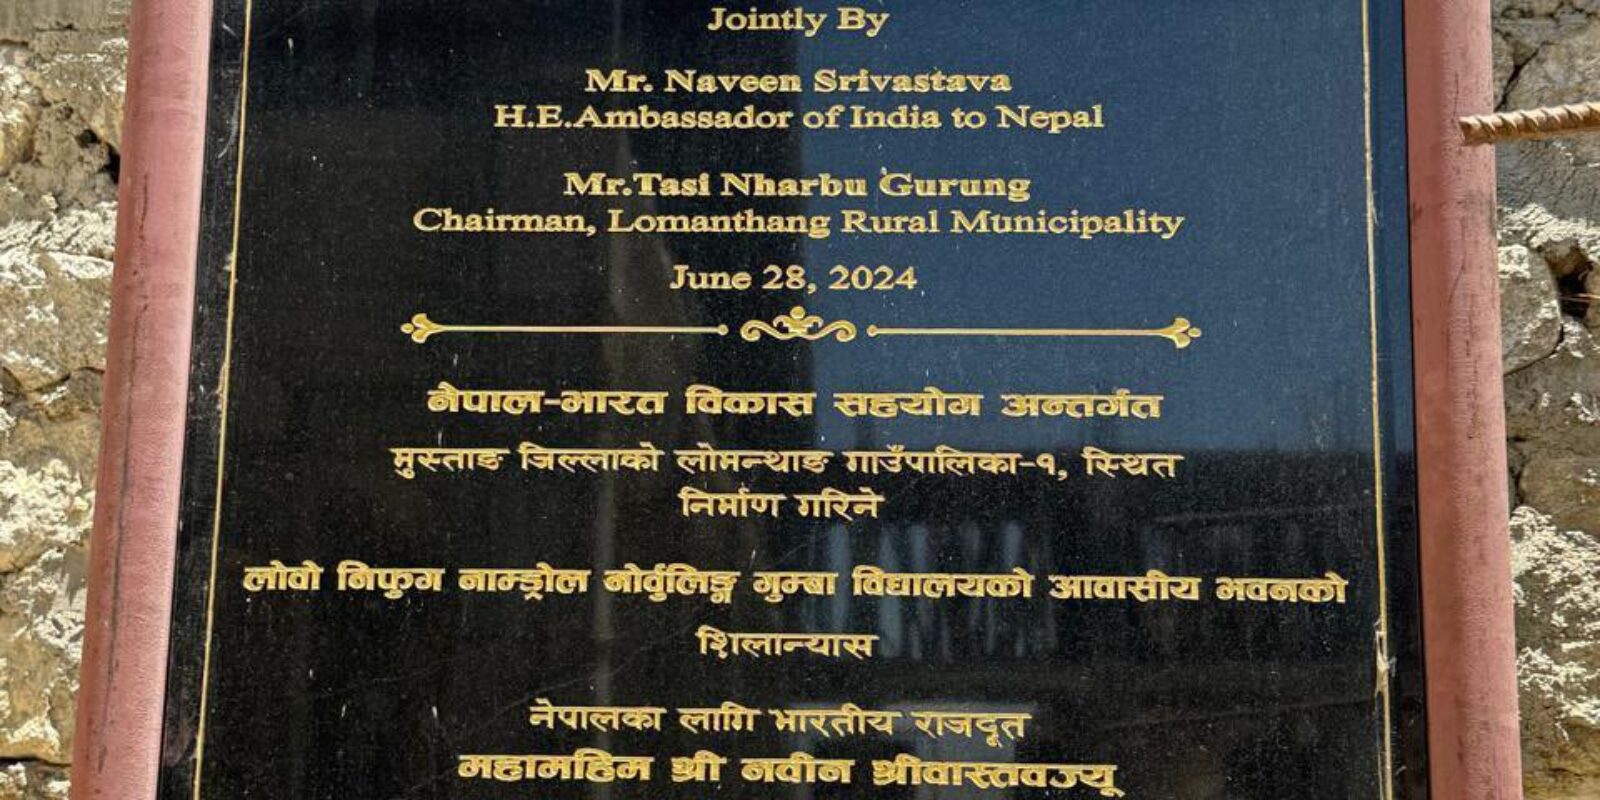 Jointly By
Mr. Naveen Srivastava
H.E.Ambassador of India to Nepal
Mr.Tasi Nharbu Gurung
Chairman, Lomanthang Rural Municipality
June 28, 2024
नेपाल-भारत विकास सहयोग अन्तर्गत
मुस्ताङ जिल्लाको लोमन्थाङ गाउँपालिका-१, स्थित
निर्माण गरिने
लोवो निफुग नाम्ड्रोल नोर्वुलिङ्ग गुम्बा विद्यालयको आवासीय भवनको
शिलान्यास
नेपालका लागि भारतीय राजदूत
महामहिम श्री नवीन श्रीवास्तवज्यू